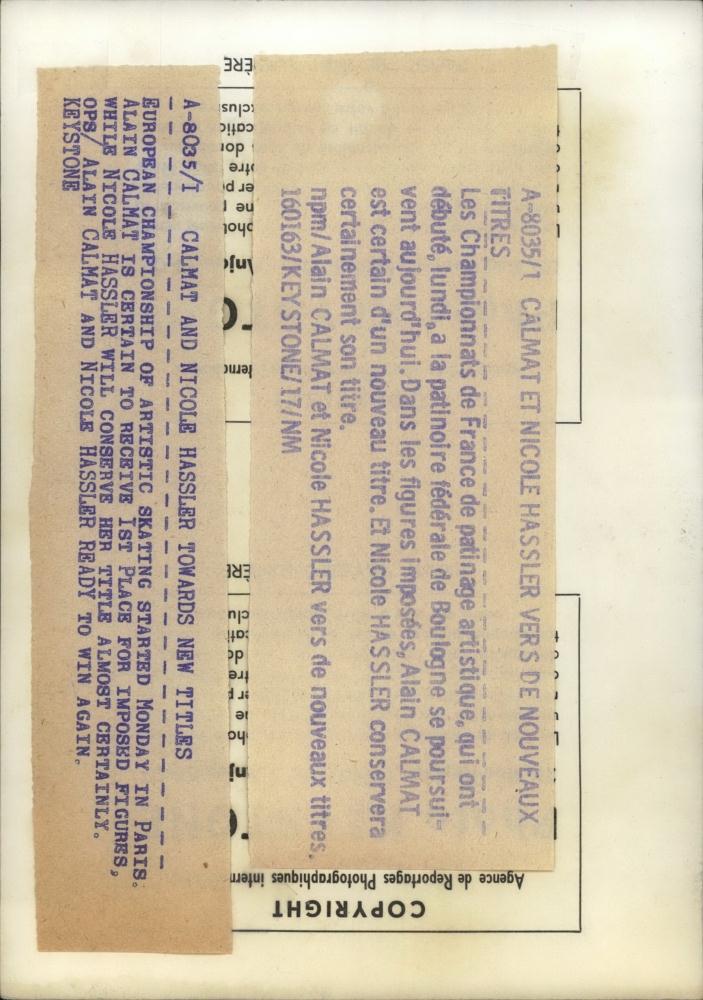 A-8035/1 CALMAT ET NICOLE HASSLER VERS DE NOUVEAUX
TITRES
Les Championnats de France de patinage artistique, qui ont
débuté, lundi, a la patinoire fédérale de Boulogne se poursui-
vent aujourd'hui. Dans les figures imposées, Alain CALMAT
est certain d'un nouveau titre. Et Nicole HASSLER conservera
certainement son titre.
npm/Alain CALMAT et Nicole HASSLER vers de nouveaux titres.
160163/KEYSTONE/17/NM
A-8035/I CALMAT AND NICOLE HASSLER TOWARDS NEW TITLES
EUROPEAN CHAMPIONSHIP OF ARTISTIC SKATING STARTED MONDAY IN PARIS.
ALAIN CALMAT IS CERTAIN TO RECEIVE IST PLACE FOR IMPOSED FIGURES,
WHILE NICOLE HASSLER WILL CONSERVE HER TITLE ALMOST CERTAINLY.
OPS/ ALAIN CALMAT AND NICOLE HASSLER READY TO WIN AGAIN.
KEYSTONE
COPYRIGHT
Agence de Reportages Photographiques intern